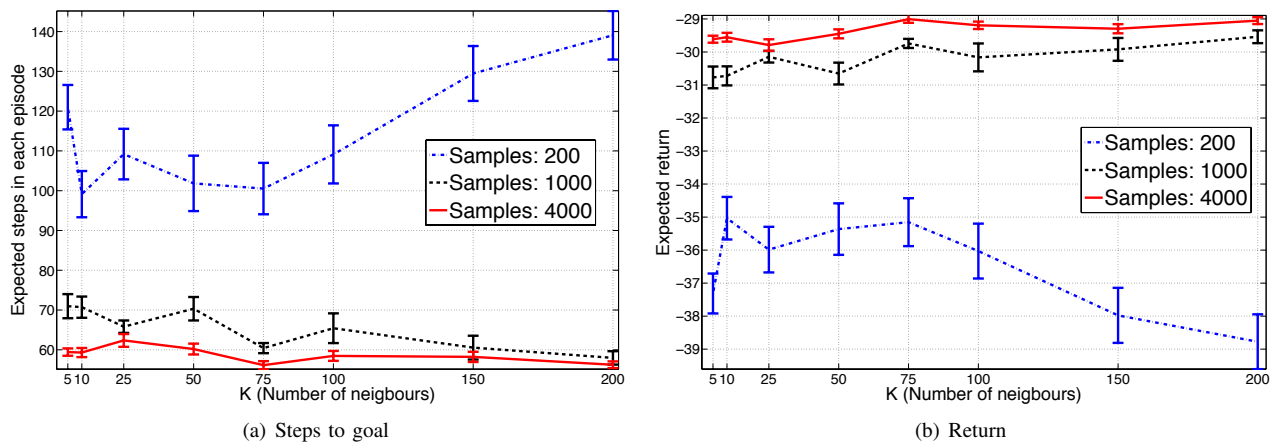 140
130
120
110
100
90
80
70
60
5 10 25 50 75 100 150 200
Expected steps in each episode
K (Number of neigbours)
Samples: 200
Samples: 1000
Samples: 4000
(a) Steps to goal
−29
−30
−31
−32
−33
−34
−35
−36
−37
−38
−39
5 10 25 50 75 100 150 200
Expected return
K (Number of neigbours)
Samples: 200
Samples: 1000
Samples: 4000
(b) Return